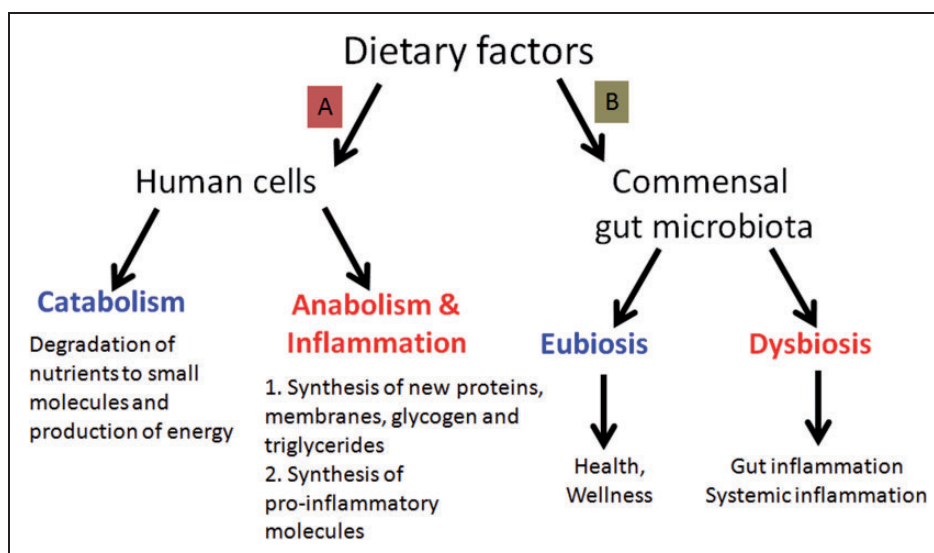 Dietary factors
A
B
Human cells
Commensal
gut microbiota
Catabolism
Degradation of
nutrients to small
molecules and
production of energy
Anabolism &
Inflammation
1. Synthesis of new proteins,
membranes, glycogen and
triglycerides
2. Synthesis of
pro-inflammatory
molecules
Eubiosis
Health,
Wellness
Dysbiosis
Gut inflammation
Systemic inflammation